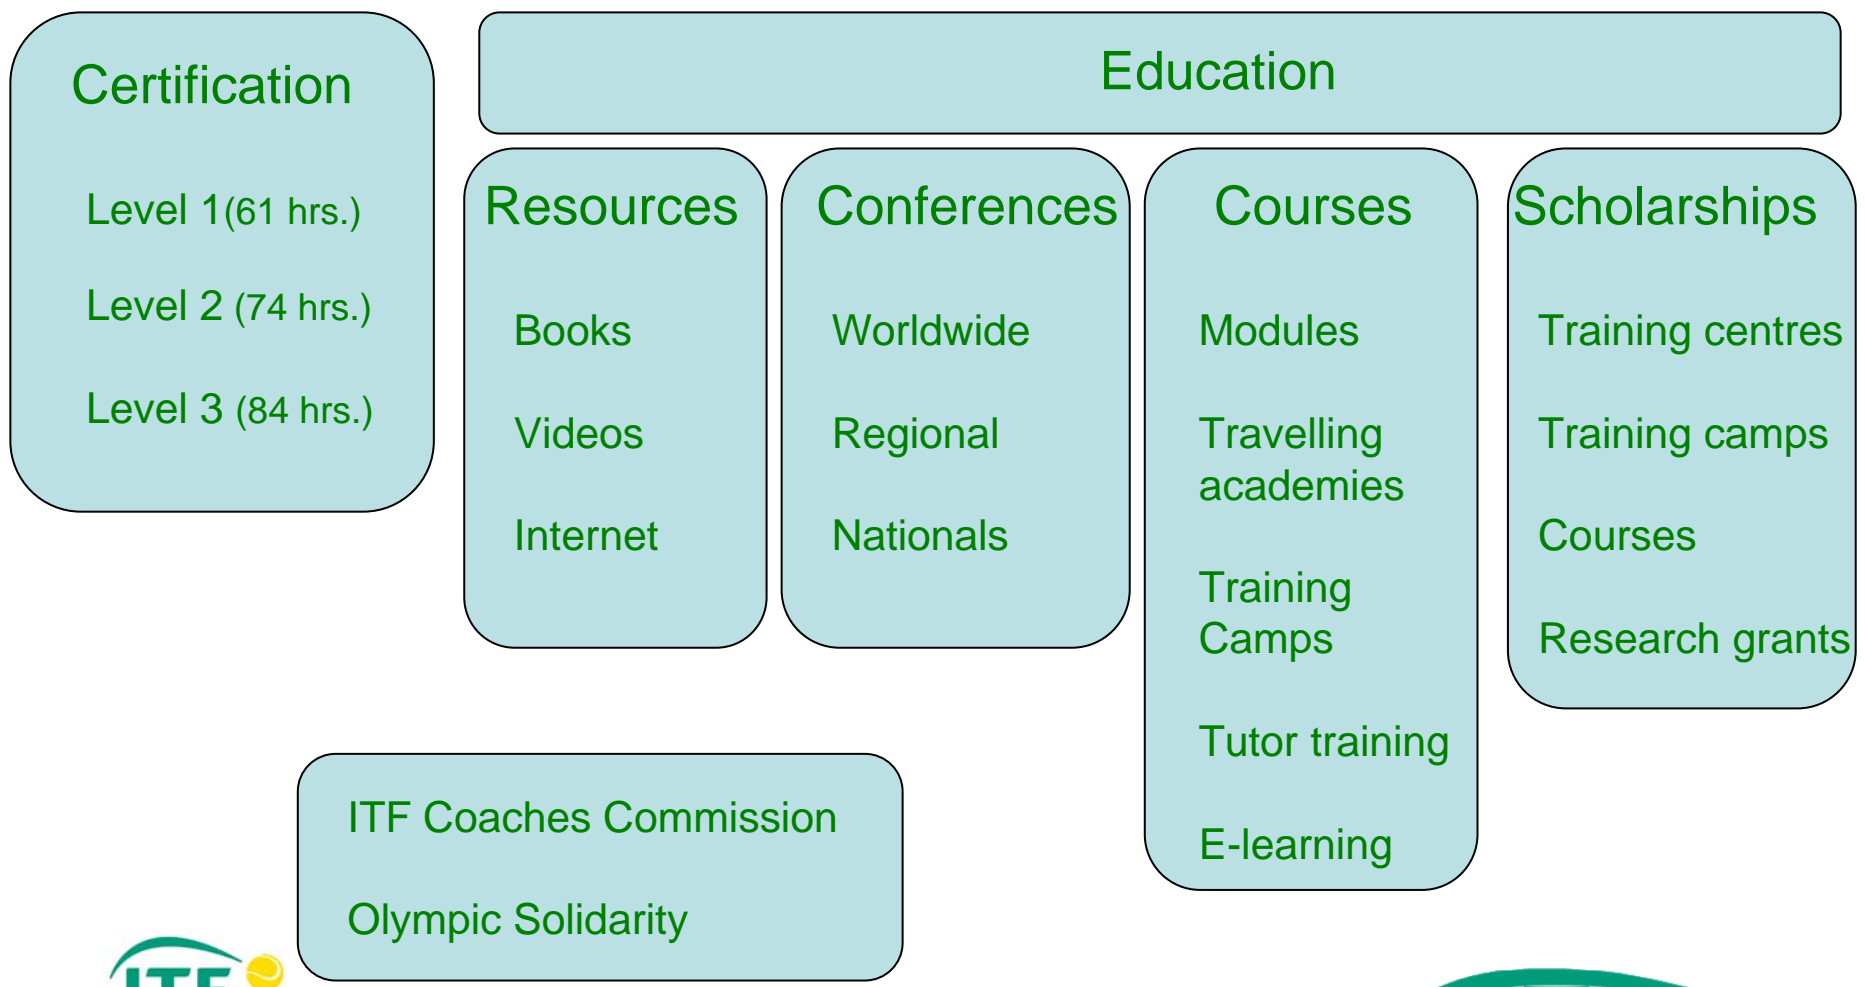 Certification
Level 1(61 hrs.)
Level 2 (74 hrs.)
Level 3 (84 hrs.)
Education
Resources
Books
Videos
Internet
Conferences
Worldwide
Regional
Nationals
Courses
Modules
Travelling
academies
Training
Camps
Tutor training
E-learning
Scholarships
Training centres
Training camps
Courses
Research grants
ITF Coaches Commission
Olympic Solidarity
ITF